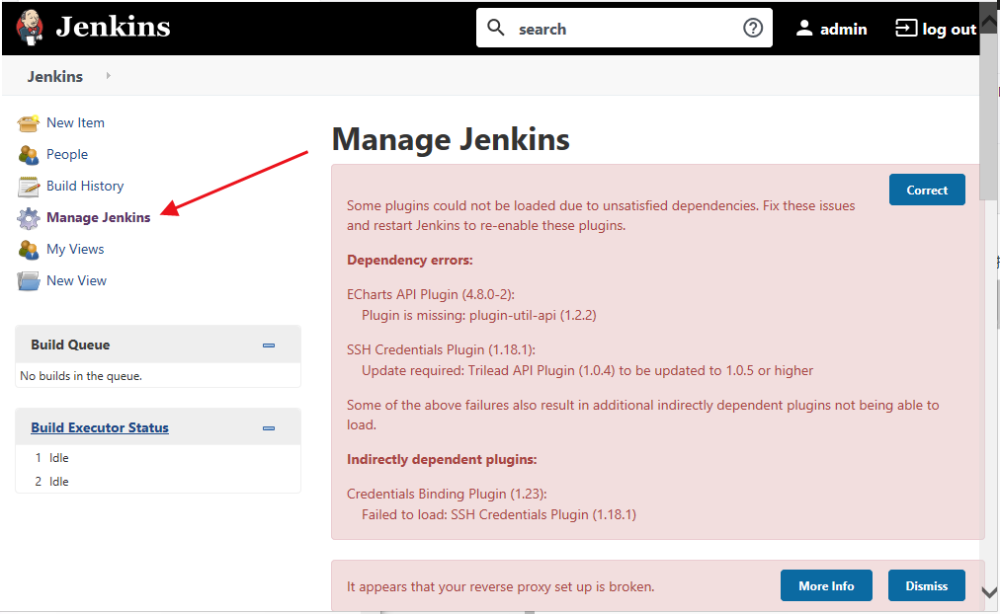 Jenkins
search
admin
log out
Jenkins
New Item
People
Build History
Manage Jenkins
My Views
New View
Build Queue
No builds in the queue.
Build Executor Status
1 Idle
2 Idle
Manage Jenkins
Correct
Some plugins could not be loaded due to unsatisfied dependencies. Fix these issues
and restart Jenkins to re-enable these plugins.
Dependency errors:
ECharts API Plugin (4.8.0-2):
Plugin is missing: plugin-util-api (1.2.2)
SSH Credentials Plugin (1.18.1):
Update required: Trilead API Plugin (1.0.4) to be updated to 1.0.5 or higher
Some of the above failures also result in additional indirectly dependent plugins not being able to
load.
Indirectly dependent plugins:
Credentials Binding Plugin (1.23):
Failed to load: SSH Credentials Plugin (1.18.1)
It appears that your reverse proxy set up is broken.
More Info
Dismiss